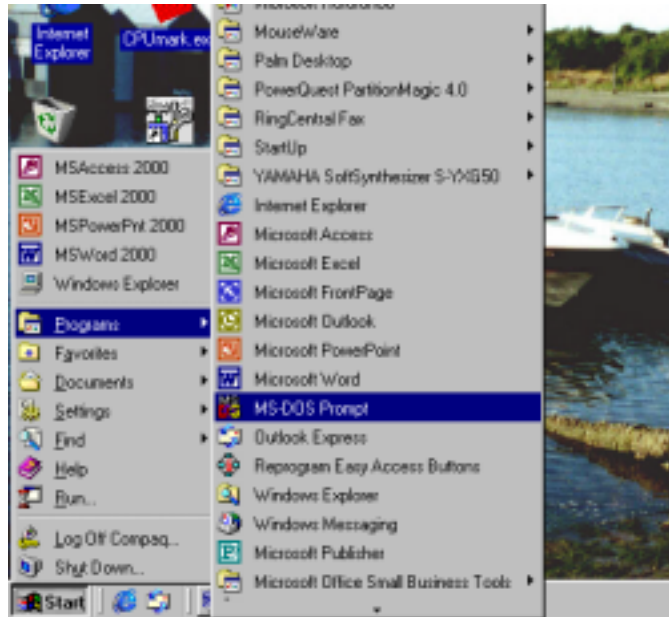 Internet
Explorer
CPUmark.ex
MouseWare
Palm Desktop
PowerQuest PartitionMagic 4.0
RingCentral Fax
StartUp
YAMAHA SoftSynthesizer S-YXG50
Internet Explorer
Microsoft Access
Microsoft Excel
Microsoft FrontPage
Microsoft Outlook
Microsoft PowerPoint
Microsoft Word
MS-DOS Prompt
Outlook Express
Reprogram Easy Access Buttons
Windows Explorer
Windows Messaging
Microsoft Publisher
Microsoft Office Small Business Tools
MSAccess 2000
MSExcel 2000
MSPowerPnt 2000
MSWord 2000
Windows Explorer
Programs
Favorites
Documents
Settings
Find
Help
Run...
Log Off Compaq...
Shut Down...
Start